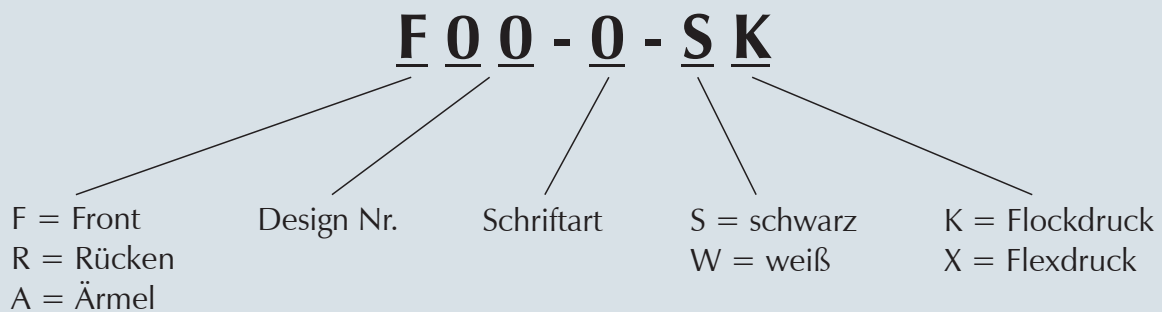 F 0 0 - 0 - S K
F = Front
R = Rücken
A = Ärmel
Design Nr.
Schriftart
S = schwarz
W = weiß
K = Flockdruck
X = Flexdruck